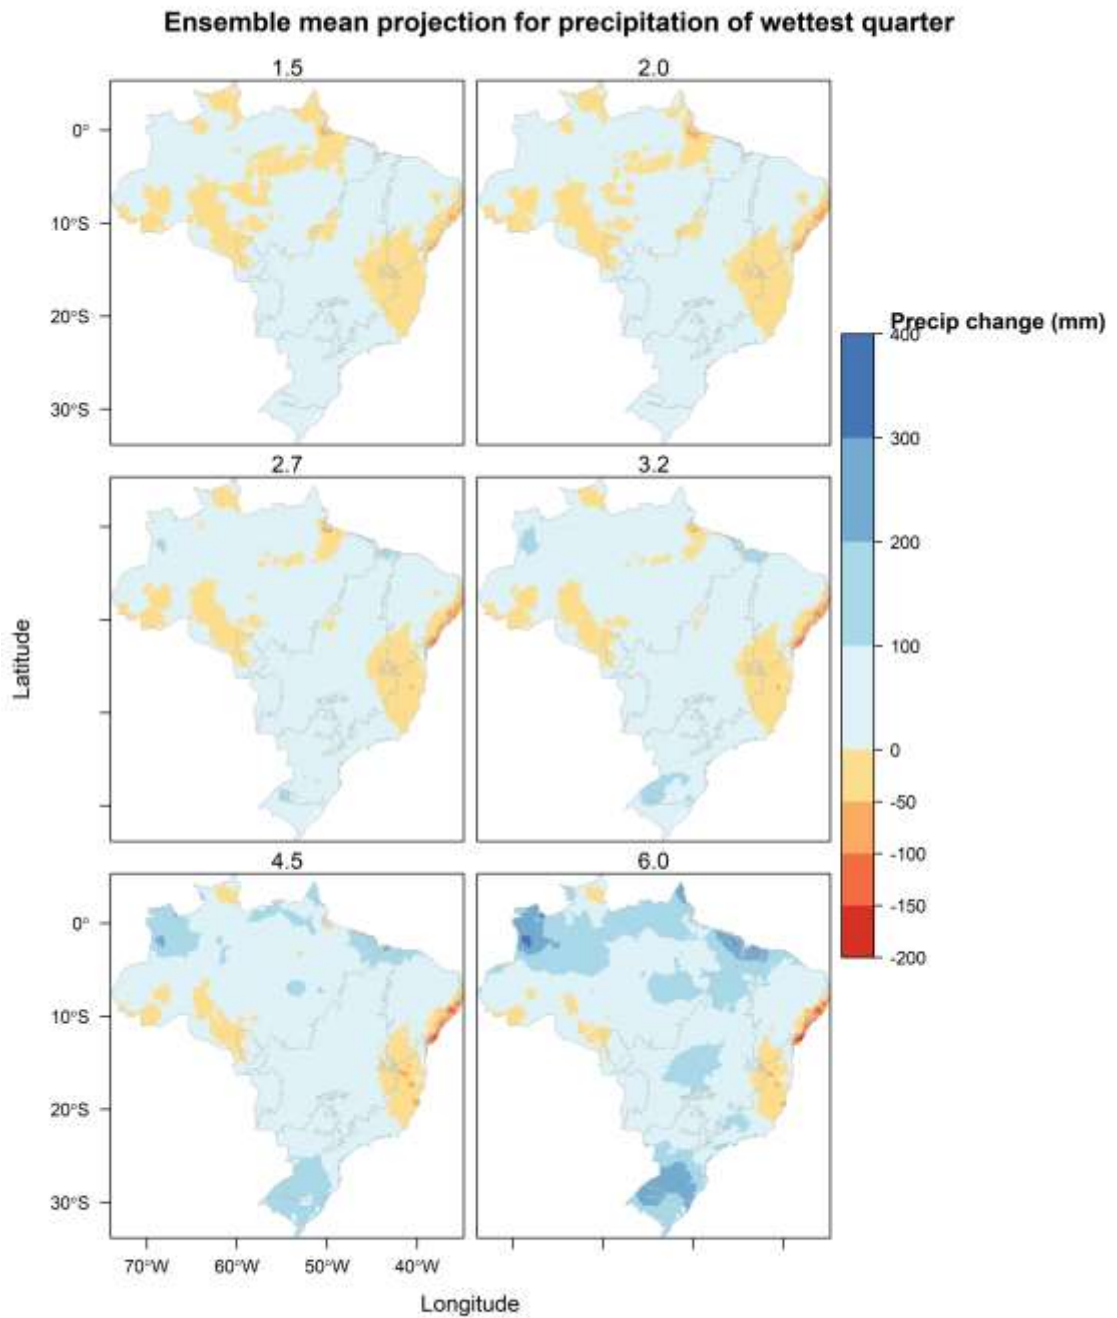 Ensemble mean projection for precipitation of wettest quarter
1.5 2.0
0°
10°S
20°S
30°S
Precip change (mm)
400
300
200
100
0
-50
-100
-150
-200
2.7 3.2
Latitude
4.5 6.0
0°
10°S
20°S
30°S
70°W 60°W 50°W 40°W
Longitude